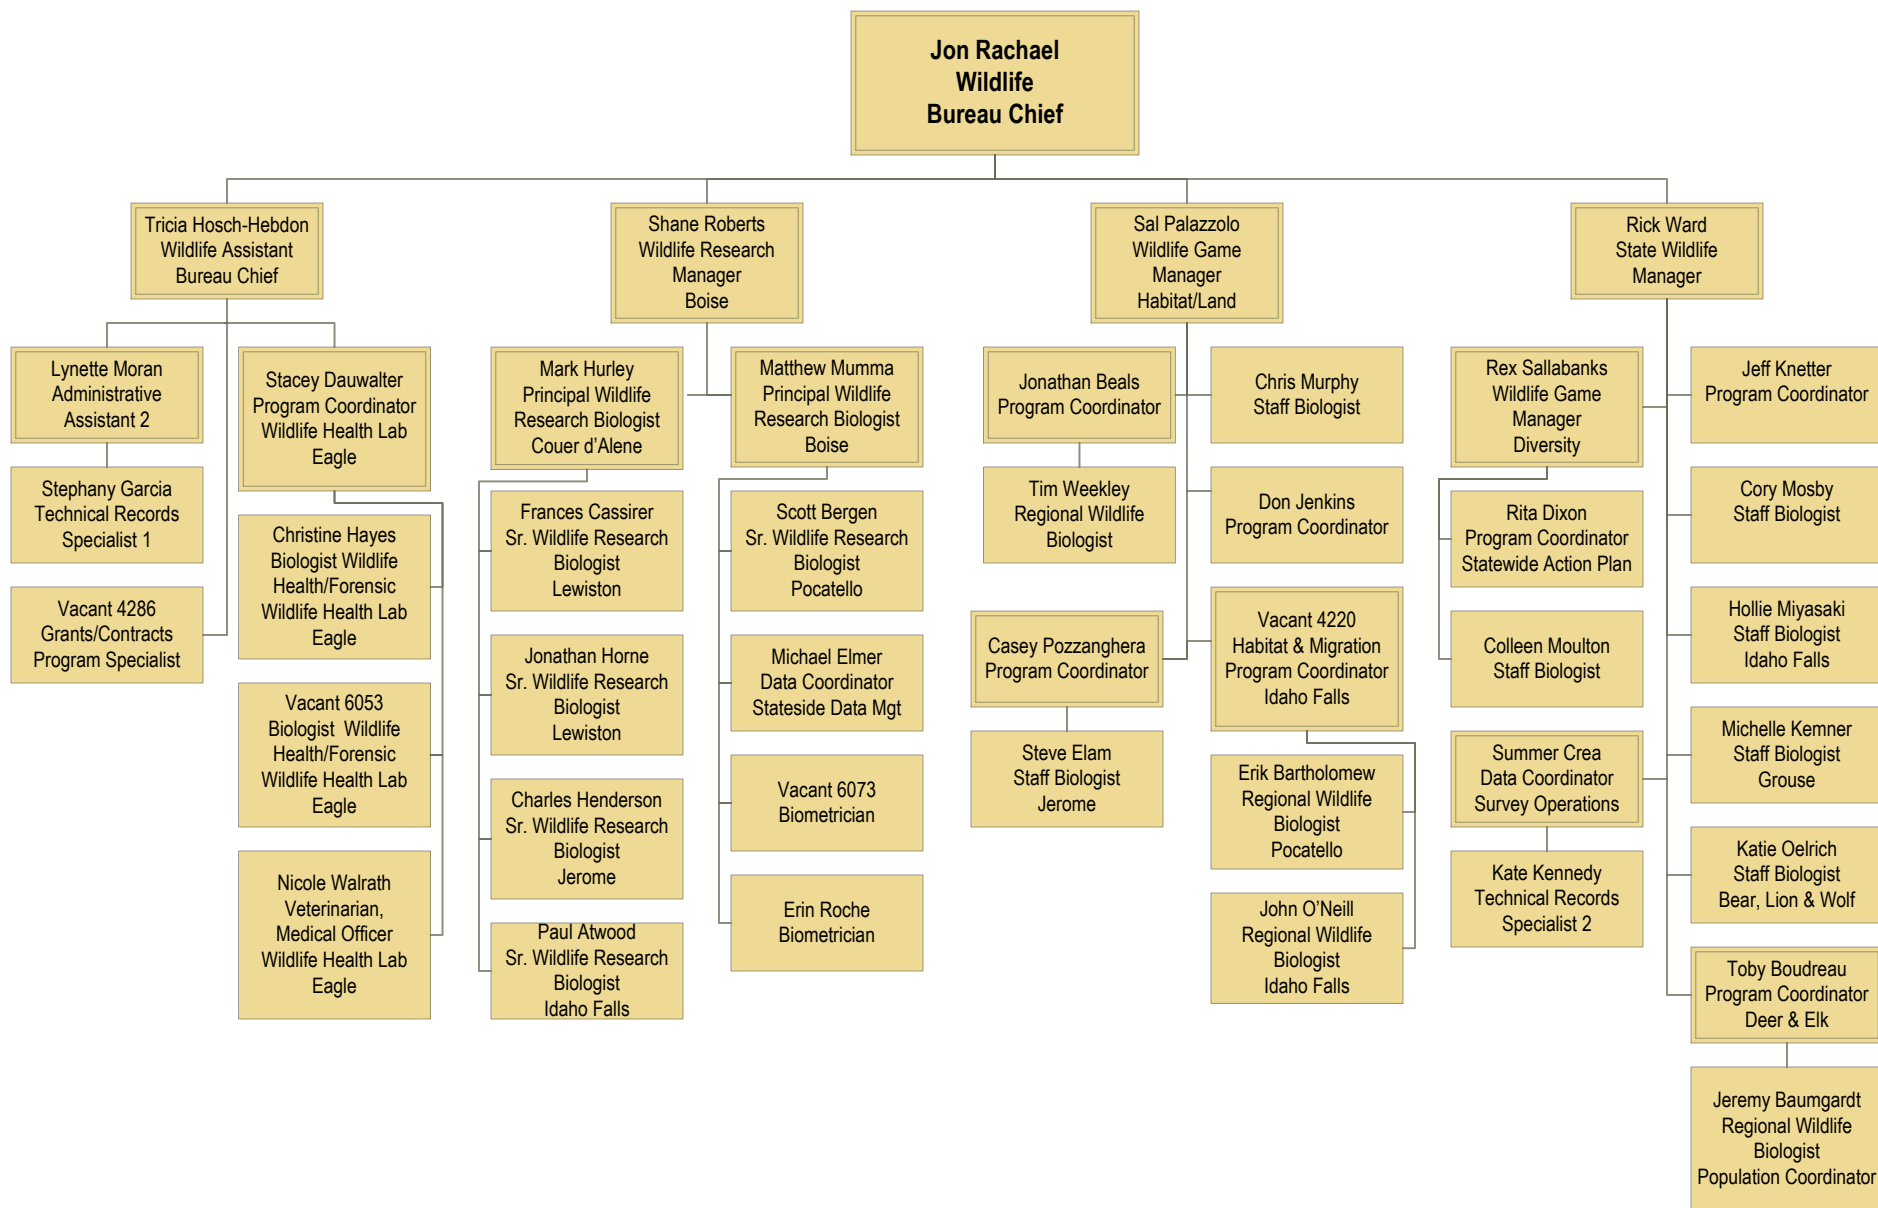 Jon Rachael
Wildlife
Bureau Chief
Tricia Hosch-Hebdon
Wildlife Assistant
Bureau Chief
Shane Roberts
Wildlife Research
Manager
Boise
Sal Palazzolo
Wildlife Game
Manager
Habitat/Land
Rick Ward
State Wildlife
Manager
Lynette Moran
Administrative
Assistant 2
Stephany Garcia
Technical Records
Specialist 1
Vacant 4286
Grants/Contracts
Program Specialist
Stacey Dauwalter
Program Coordinator
Wildlife Health Lab
Eagle
Christine Hayes
Biologist Wildlife
Health/Forensic
Wildlife Health Lab
Eagle
Vacant 6053
Biologist  Wildlife
Health/Forensic
Wildlife Health Lab
Eagle
Nicole Walrath
Veterinarian,
Medical Officer
Wildlife Health Lab
Eagle
Mark Hurley
Principal Wildlife
Research Biologist
Couer d'Alene
Frances Cassirer
Sr. Wildlife Research
Biologist
Lewiston
Jonathan Horne
Sr. Wildlife Research
Biologist
Lewiston
Charles Henderson
Sr. Wildlife Research
Biologist
Jerome
Paul Atwood
Sr. Wildlife Research
Biologist
Idaho Falls
Matthew Mumma
Principal Wildlife
Research Biologist
Boise
Scott Bergen
Sr. Wildlife Research
Biologist
Pocatello
Michael Elmer
Data Coordinator
Stateside Data Mgt
Vacant 6073
Biometrician
Erin Roche
Biometrician
Jonathan Beals
Program Coordinator
Tim Weekley
Regional Wildlife
Biologist
Casey Pozzanghera
Program Coordinator
Steve Elam
Staff Biologist
Jerome
Chris Murphy
Staff Biologist
Don Jenkins
Program Coordinator
Vacant 4220
Habitat & Migration
Program Coordinator
Idaho Falls
Erik Bartholomew
Regional Wildlife
Biologist
Pocatello
John O'Neill
Regional Wildlife
Biologist
Idaho Falls
Rex Sallabanks
Wildlife Game
Manager
Diversity
Rita Dixon
Program Coordinator
Statewide Action Plan
Colleen Moulton
Staff Biologist
Summer Crea
Data Coordinator
Survey Operations
Kate Kennedy
Technical Records
Specialist 2
Jeff Knetter
Program Coordinator
Cory Mosby
Staff Biologist
Hollie Miyasaki
Staff Biologist
Idaho Falls
Michelle Kemner
Staff Biologist
Grouse
Katie Oelrich
Staff Biologist
Bear, Lion & Wolf
Toby Boudreau
Program Coordinator
Deer & Elk
Jeremy Baumgardt
Regional Wildlife
Biologist
Population Coordinator